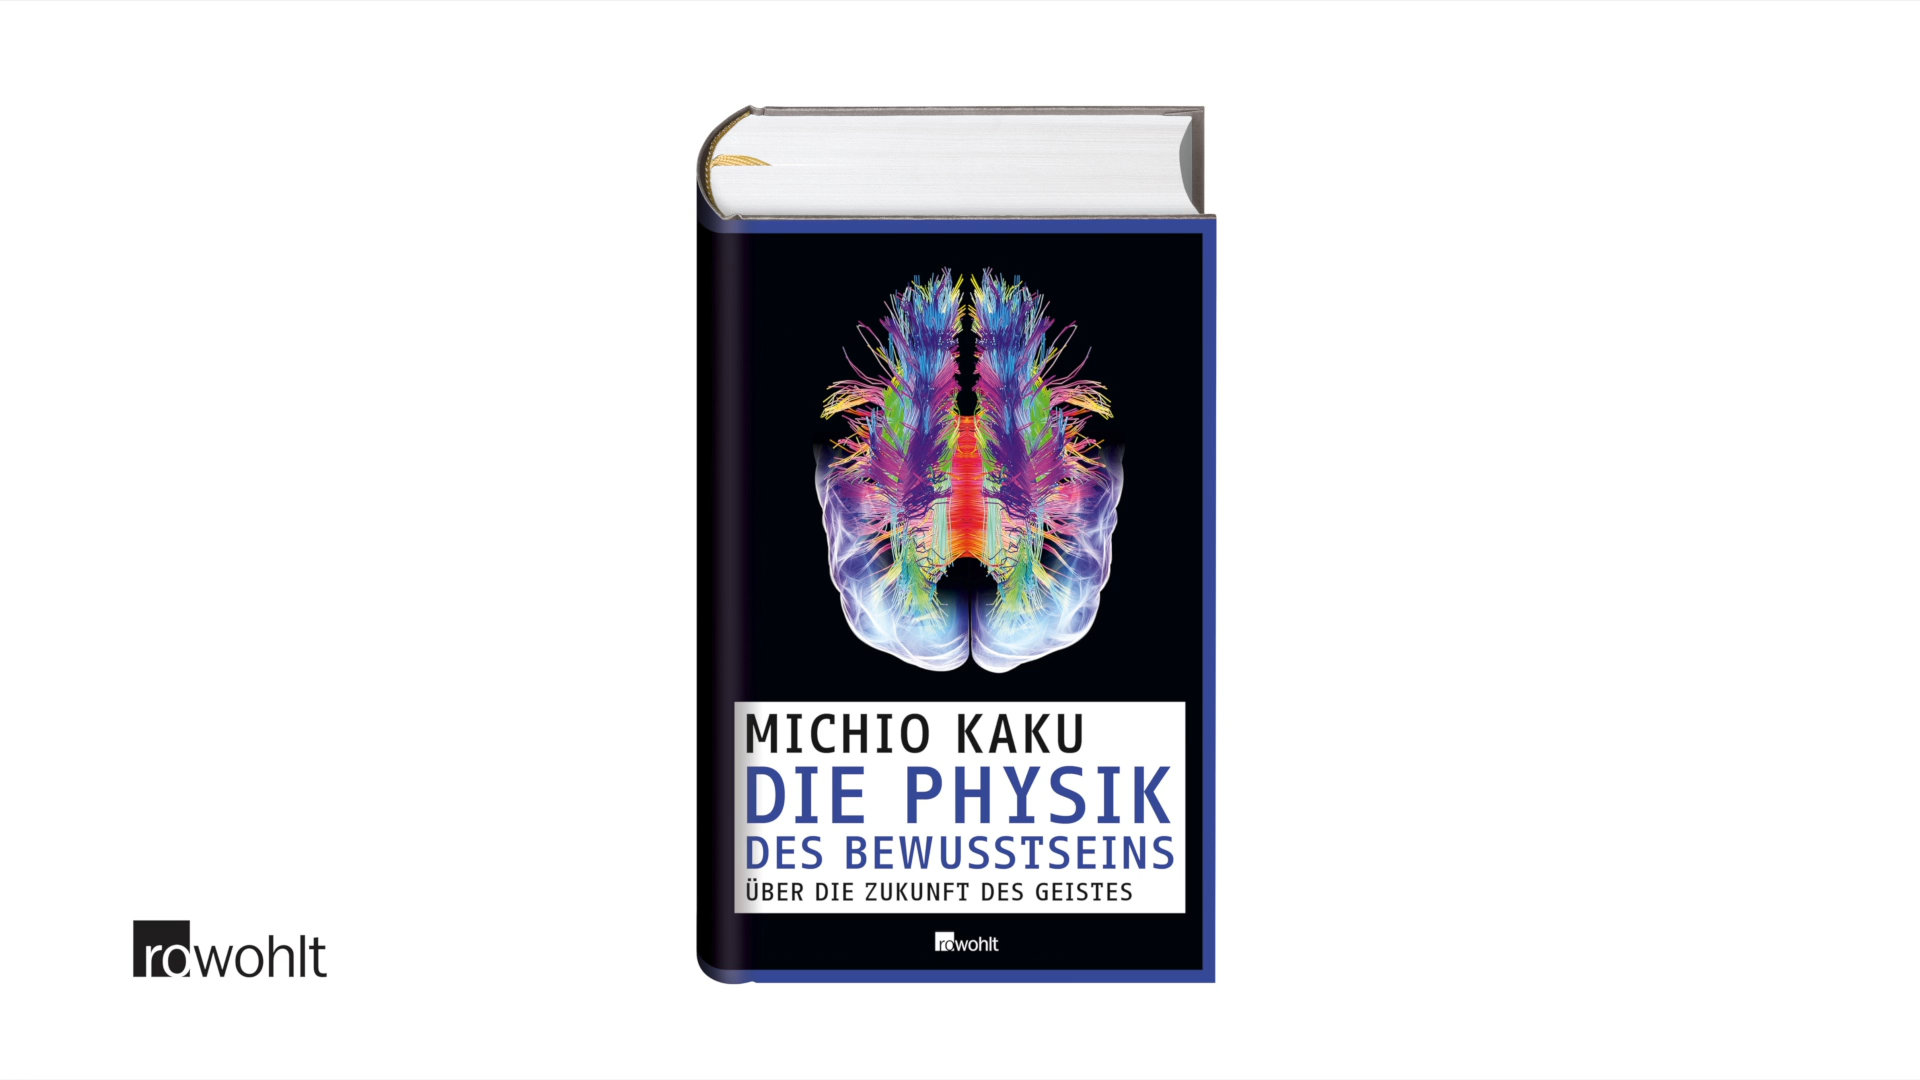 MICHIO KAKU
DIE PHYSIK
DES BEWUSSTSEINS
ÜBER DIE ZUKUNFT DES GEISTES
rowohlt
rowohlt